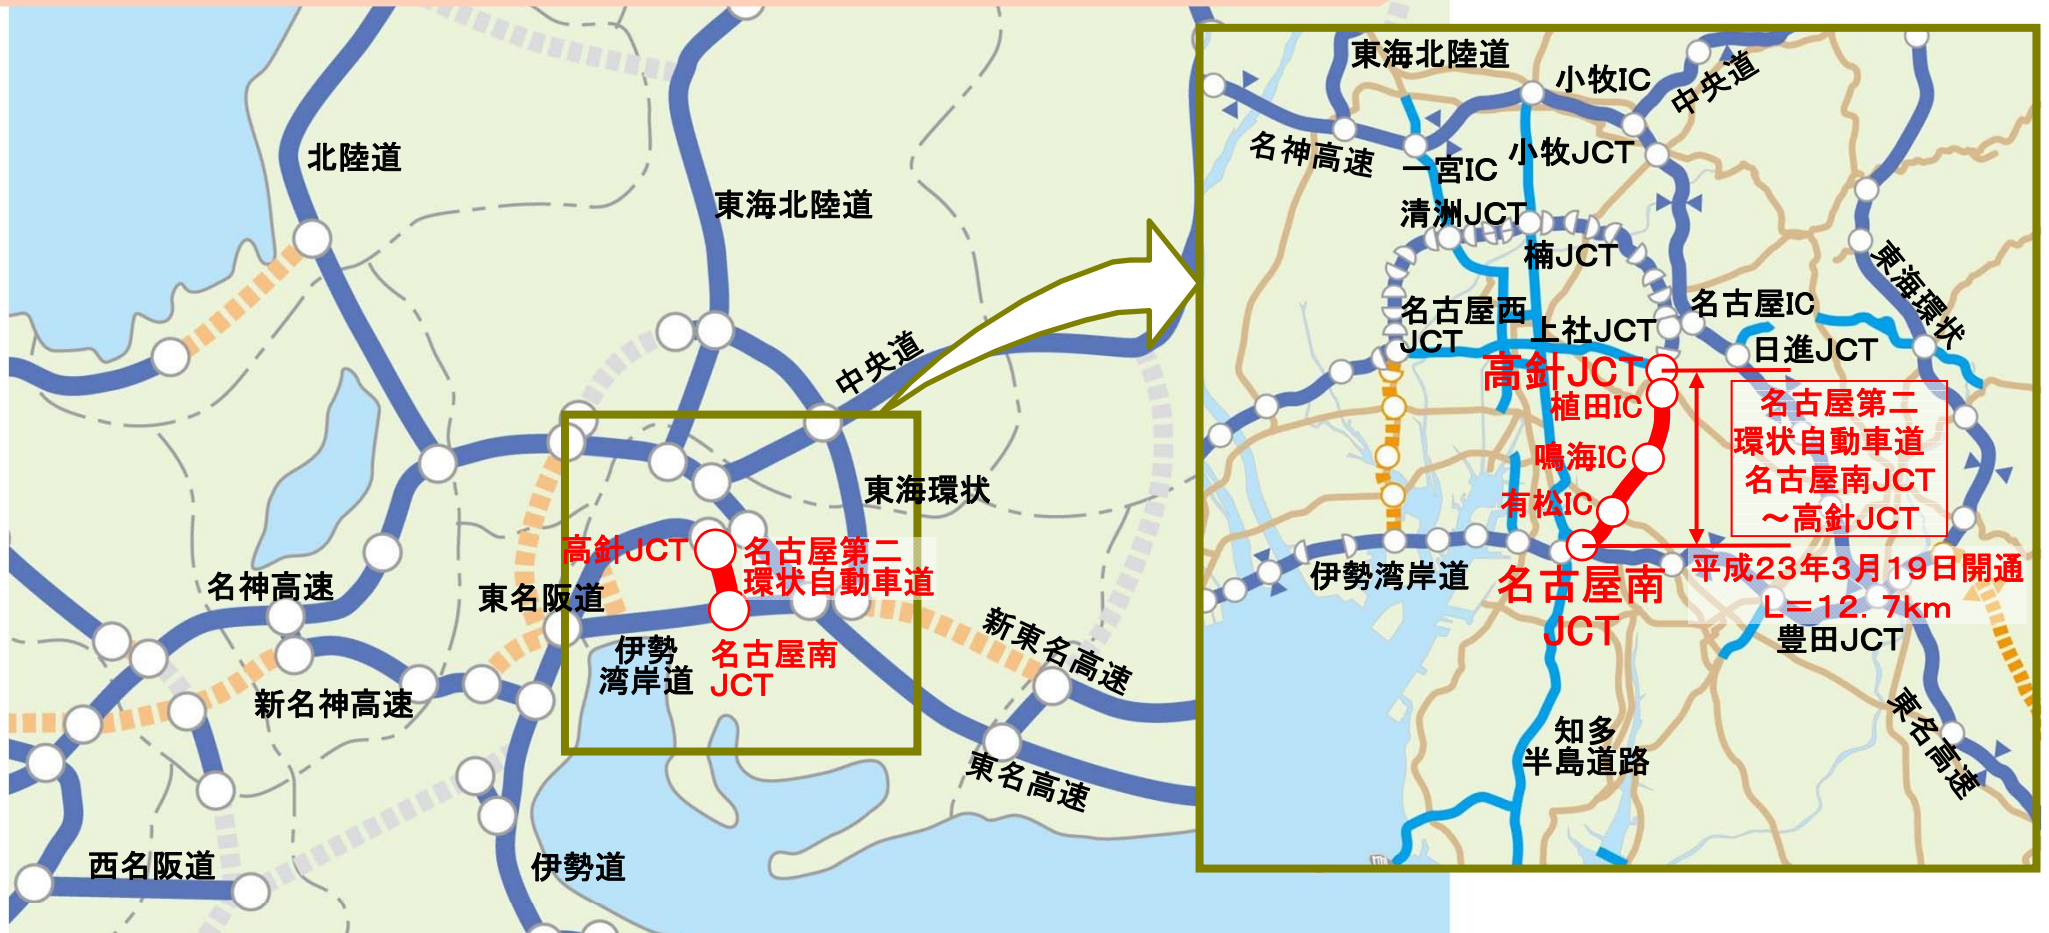 北陸道
東海北陸道
中央道
東海環状
高針JCT
名古屋第二
環状自動車道
名神高速
東名阪道
伊勢
湾岸道
名古屋南
JCT
新東名高速
新名神高速
東名高速
西名阪道
伊勢道
東海北陸道
小牧IC
中央道
名神高速
一宮IC
小牧JCT
清洲JCT
楠JCT
東海環状
名古屋西
JCT
名古屋IC
上社JCT
日進JCT
高針JCT
植田IC
名古屋第二
環状自動車道
名古屋南JCT
～高針JCT
鳴海IC
有松IC
伊勢湾岸道
名古屋南
JCT
平成23年3月19日開通
L＝12.7km
豊田JCT
東名高速
知多
半島道路